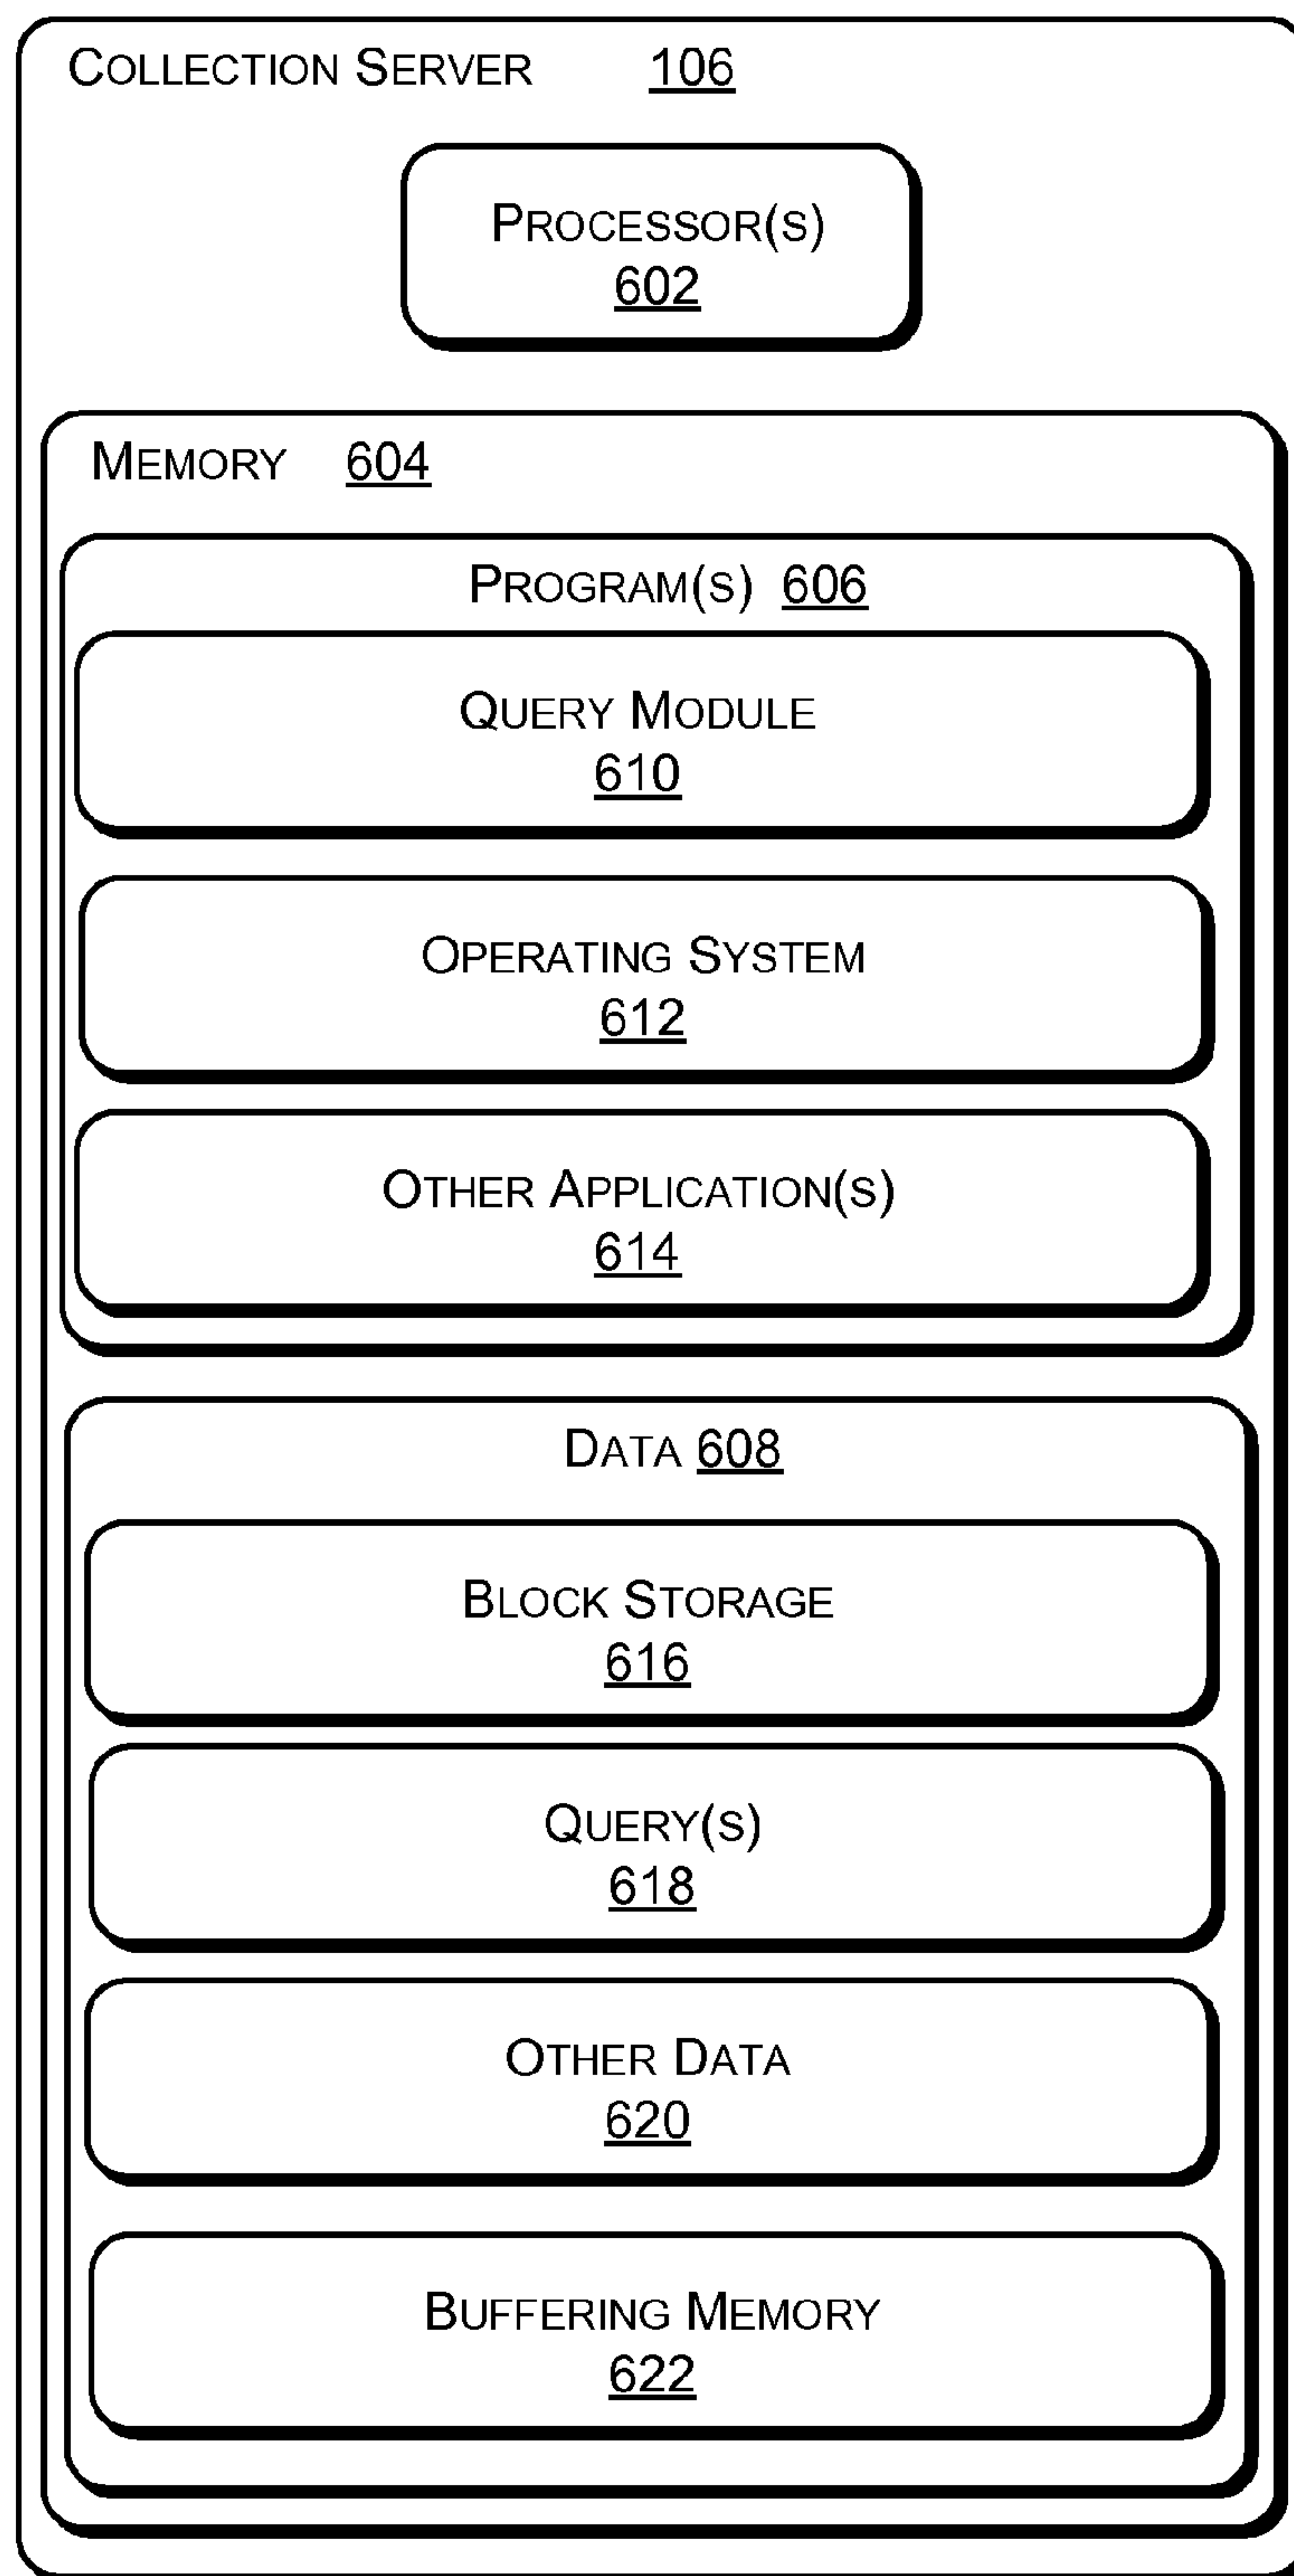 COLLECTION SERVER 106
PROCESSOR(S)
602
MEMORY 604
PROGRAM(S) 606
QUERY MODULE
610
OPERATING SYSTEM
612
OTHER APPLICATION(S)
614
DATA 608
BLOCK STORAGE
616
QUERY(S)
618
OTHER DATA
620
BUFFERING MEMORY
622